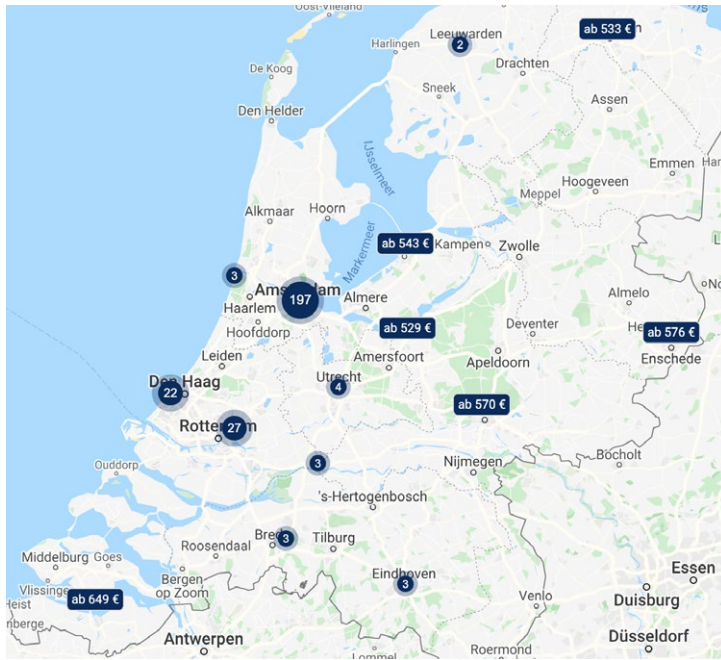 Oost-Vlieland
Leeuwarden
ab 533 €
Harlingen
2
De Koog
Drachten
Sneek
Assen
Den Helder
IJsselmeer
Emmen
Meppel
Hoogeveen
Alkmaar
Hoorn
Markermeer
ab 543 €
Kampen
Zwolle
3
Amsterdam
197
Haarlem
Almere
Almelo
Hoofddorp
ab 529 €
Deventer
ab 576 €
Enschede
Leiden
Amersfoort
Apeldoorn
Utrecht
4
Den Haag
22
ab 570 €
27
Rotterdam
3
Nijmegen
Bocholt
Ouddorp
's-Hertogenbosch
3
Breda
Tilburg
Roosendaal
Middelburg
Goes
Eindhoven
3
Bergen
op Zoom
Essen
Vlissingen
ab 649 €
Heist
Venlo
Duisburg
Antwerpen
Düsseldorf
Lommel
Roermond